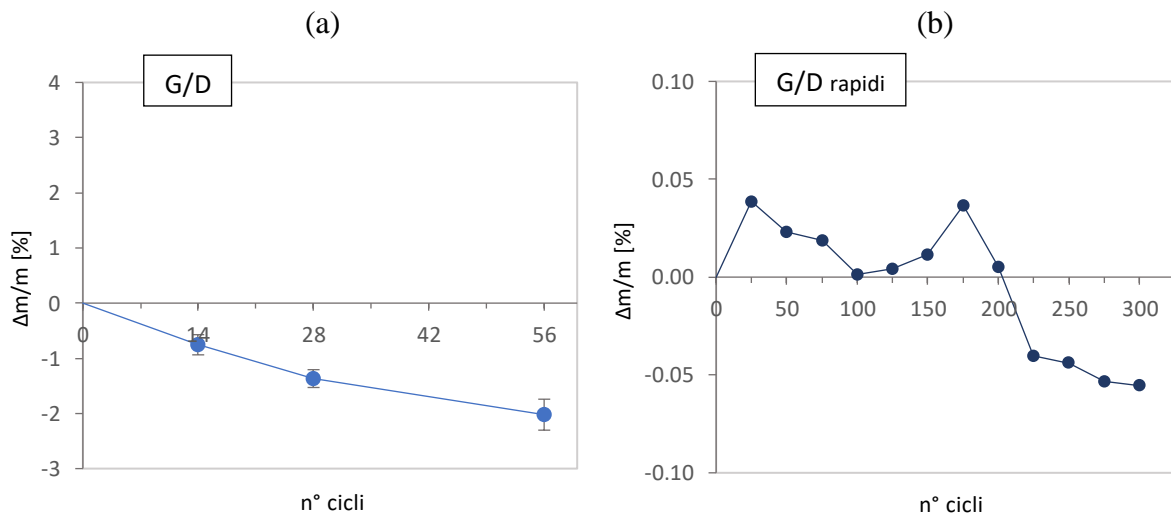 (a)
G/D
4
3
2
1
0
-1
-2
-3
0 14 28 42 56
Δm/m [%]
n° cicli
(b)
G/D rapidi
0.10
0.05
0.00
-0.05
-0.10
0 50 100 150 200 250 300
Δm/m [%]
n° cicli